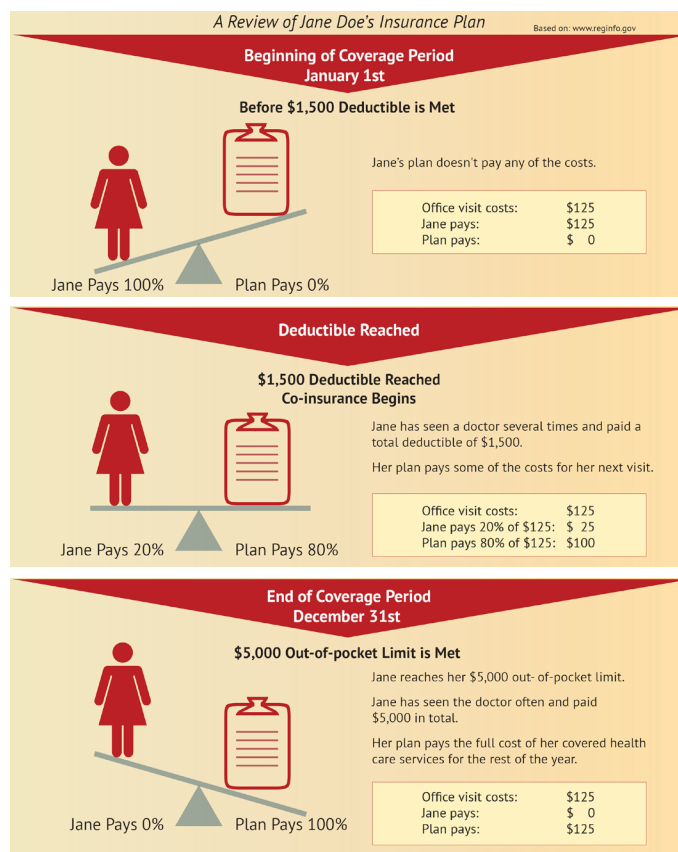 A Review of Jane Doe's Insurance Plan
Based on: www.reginfo.gov
Beginning of Coverage Period
January 1st
Before $1,500 Deductible is Met
Jane's plan doesn't pay any of the costs.
Office visit costs: $125
Jane pays: $125
Plan pays: $ 0
Jane Pays 100%
Plan Pays 0%
Deductible Reached
$1,500 Deductible Reached
Co-insurance Begins
Jane has seen a doctor several times and paid a
total deductible of $1,500.
Her plan pays some of the costs for her next visit.
Office visit costs: $125
Jane pays 20% of $125: $ 25
Plan pays 80% of $125: $100
Jane Pays 20%
Plan Pays 80%
End of Coverage Period
December 31st
$5,000 Out-of-pocket Limit is Met
Jane reaches her $5,000 out- of-pocket limit.
Jane has seen the doctor often and paid
$5,000 in total.
Her plan pays the full cost of her covered health
care services for the rest of the year.
Office visit costs: $125
Jane pays: $ 0
Plan pays: $125
Jane Pays 0%
Plan Pays 100%